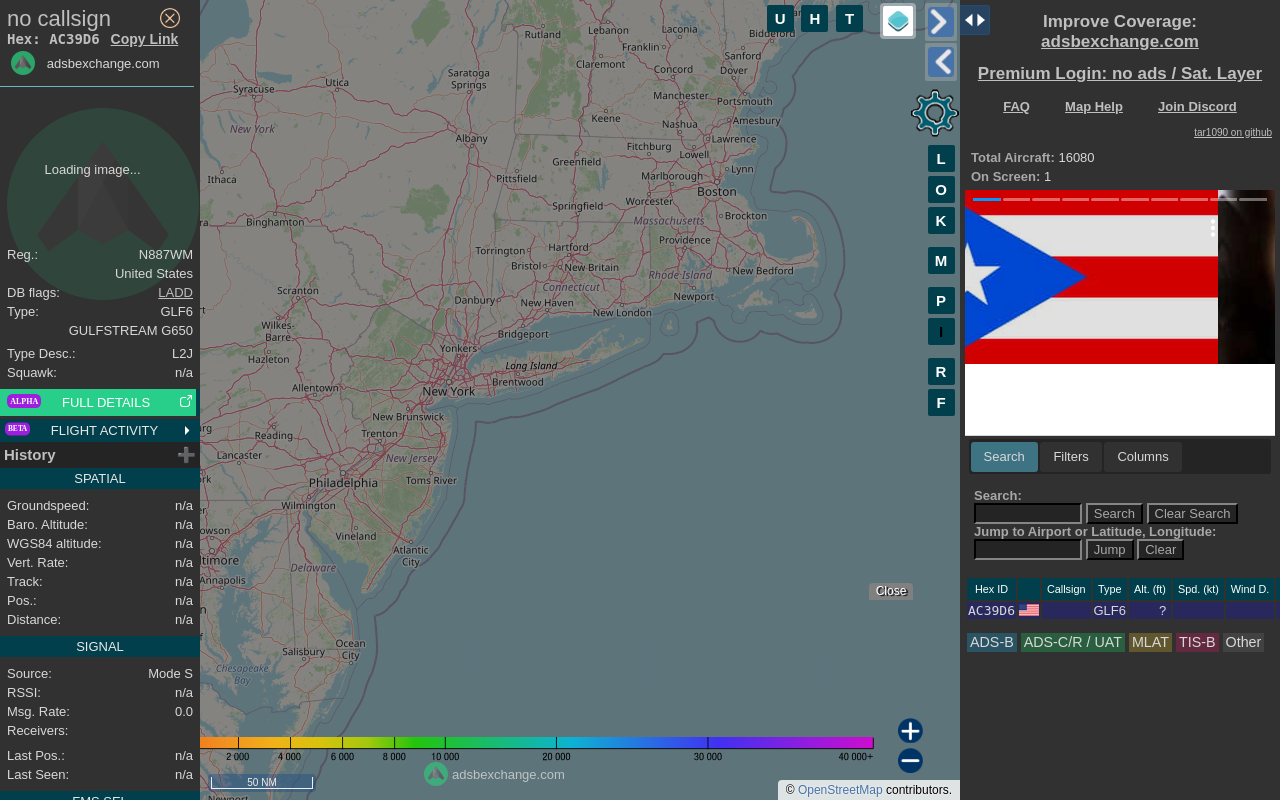 no callsign
Hex: AC39D6 Copy Link
adsbexchange.com
Loading image...
Reg.: N887WM
United States
DB flags: LADD
Type: GLF6
GULFSTREAM G650
Type Desc.: L2J
Squawk: n/a
ALPHA FULL DETAILS
BETA FLIGHT ACTIVITY
History
SPATIAL
Groundspeed: n/a
Baro. Altitude: n/a
WGS84 altitude: n/a
Vert. Rate: n/a
Track: n/a
Pos.: n/a
Distance: n/a
SIGNAL
Source: Mode S
RSSI: n/a
Msg. Rate: 0.0
Receivers:
Last Pos.: n/a
Last Seen: n/a
FMS SEL
U H T
L
O
K
M
P
I
R
F
Rutland
Lebanon
Laconia
Biddeford
Franklin
Sanford
Claremont
Concord
Dover
Utica
Saratoga
Springs
Syracuse
Manchester
Portsmouth
Keene
Amesbury
Nashua
New York
Albany
Lawrence
Fitchburg
Lowell
Greenfield
Lynn
Ithaca
Pittsfield
Marlborough
Boston
Worcester
Springfield
Massachusetts
Brockton
Binghamton
Providence
Hartford
Torrington
Bristol
New Britain
Rhode Island
New Bedford
Connecticut
Scranton
Danbury
New Haven
Newport
New London
Wilkes-
Barre
Bridgeport
Yonkers
Hazleton
Long Island
Brentwood
Allentown
New York
New Brunswick
Reading
Trenton
Lancaster
New Jersey
Philadelphia
Toms River
Wilmington
Vineland
Atlantic
City
Delaware
Annapolis
Ocean
City
Salisbury
Chesapeake
Bay
Close
2 000 4 000 6 000 8 000 10 000 20 000 30 000 40 000+
adsbexchange.com
50 NM
© OpenStreetMap contributors.
Improve Coverage:
adsbexchange.com
Premium Login: no ads / Sat. Layer
FAQ Map Help Join Discord
tar1090 on github
Total Aircraft: 16080
On Screen: 1
Search Filters Columns
Search:
Search Clear Search
Jump to Airport or Latitude, Longitude:
Jump Clear
Hex ID Callsign Type Alt. (ft) Spd. (kt) Wind D.
AC39D6 GLF6 ?
ADS-B ADS-C/R / UAT MLAT TIS-B Other